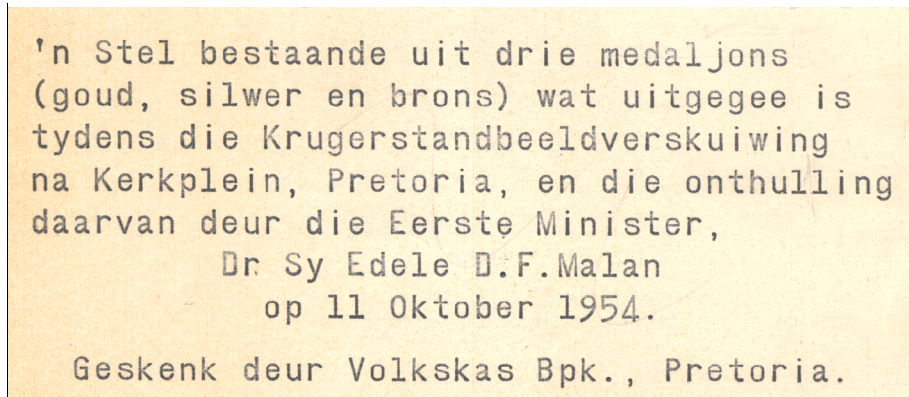 'n Stel bestaande uit drie medaljons
(goud, silwer en brons) wat uitgegee is
tydens die Krugerstandbeeldverskuiwing
na Kerkplein, Pretoria, en die onthulling
daarvan deur die Eerste Minister,
Dr Sy Edele D.F.Malan
op 11 Oktober 1954.
Geskenk deur Volkskas Bpk., Pretoria.